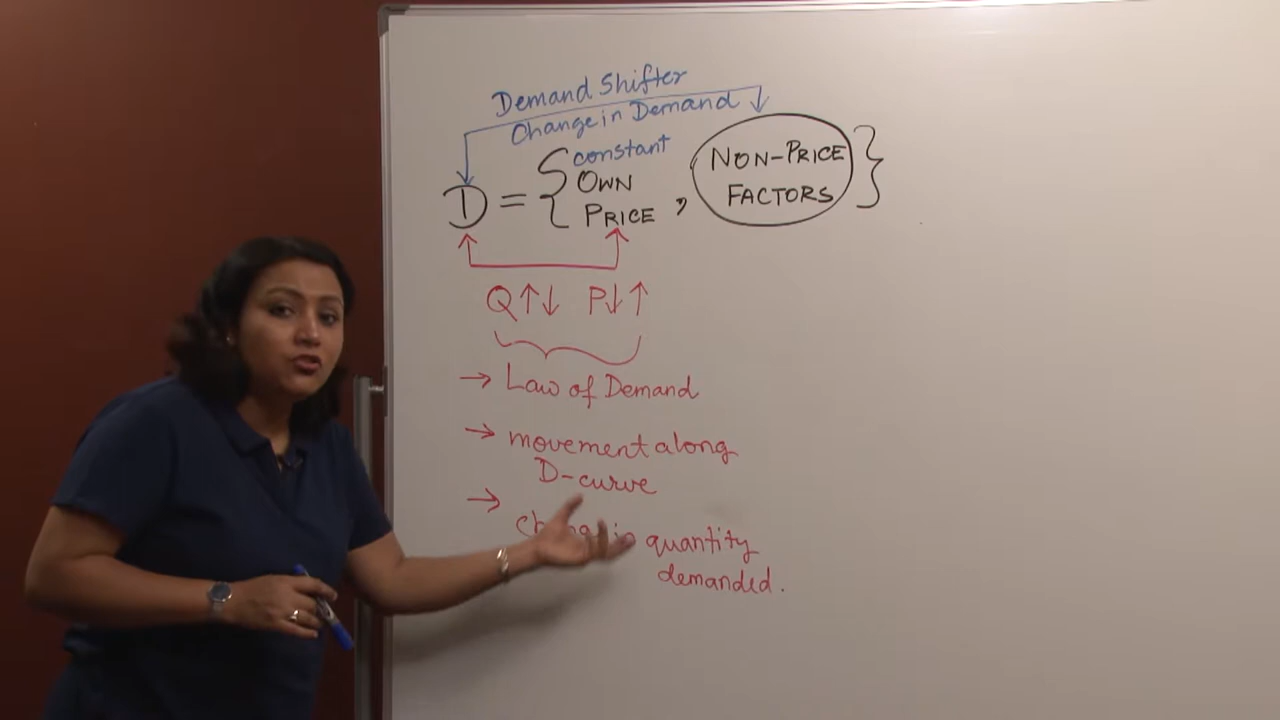 Demand Shifter
Change in Demand
constant
D = { OWN PRICE , NON-PRICE FACTORS }
Q↑↓ P↓↑
→ Law of Demand
→ movement along
D-curve
→
quantity
demanded.